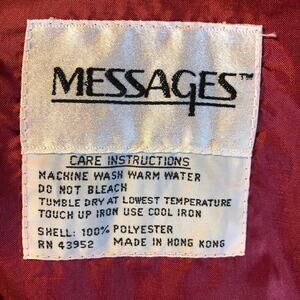 MESSAGES™
CARE INSTRUCTIONS
MACHINE WASH WARM WATER
DO NOT BLEACH
TUMBLE DRY AT LOWEST TEMPERATURE
TOUCH UP IRON USE COOL IRON
SHELL: 100% POLYESTER
RN 43952 MADE IN HONG KONG